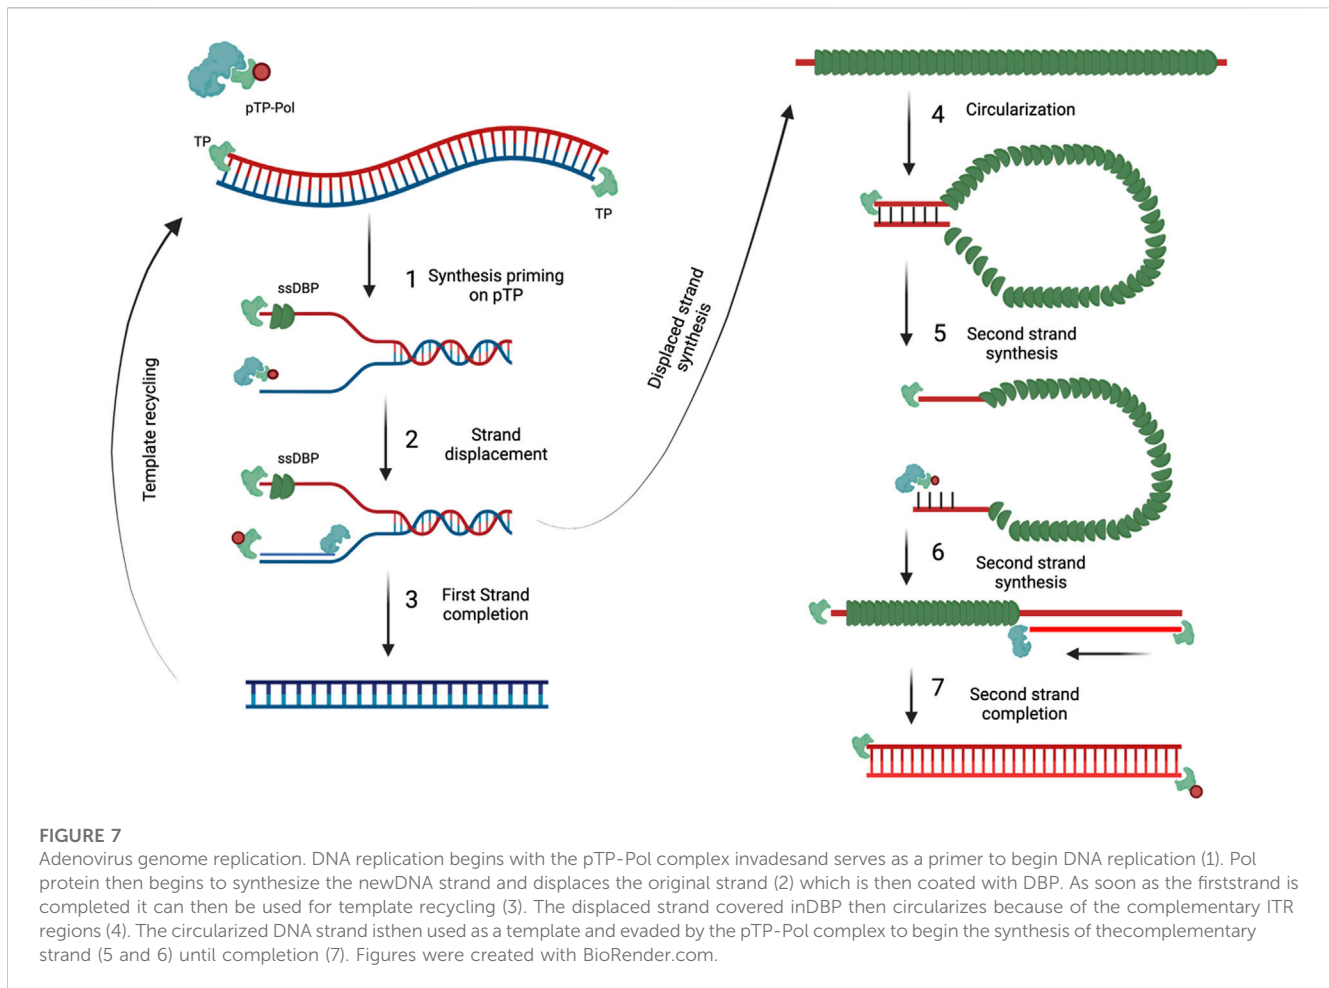 pTP-Pol
TP
TP
1 Synthesis priming
on pTP
ssDBP
2 Strand
displacement
ssDBP
3 First Strand
completion
Template recycling
Displaced strand
synthesis
4 Circularization
5 Second strand
synthesis
6 Second strand
synthesis
7 Second strand
completion
FIGURE 7
Adenovirus genome replication. DNA replication begins with the pTP-Pol complex invadesand serves as a primer to begin DNA replication (1). Pol
protein then begins to synthesize the newDNA strand and displaces the original strand (2) which is then coated with DBP. As soon as the firststrand is
completed it can then be used for template recycling (3). The displaced strand covered inDBP then circularizes because of the complementary ITR
regions (4). The circularized DNA strand isthen used as a template and evaded by the pTP-Pol complex to begin the synthesis of thecomplementary
strand (5 and 6) until completion (7). Figures were created with BioRender.com.